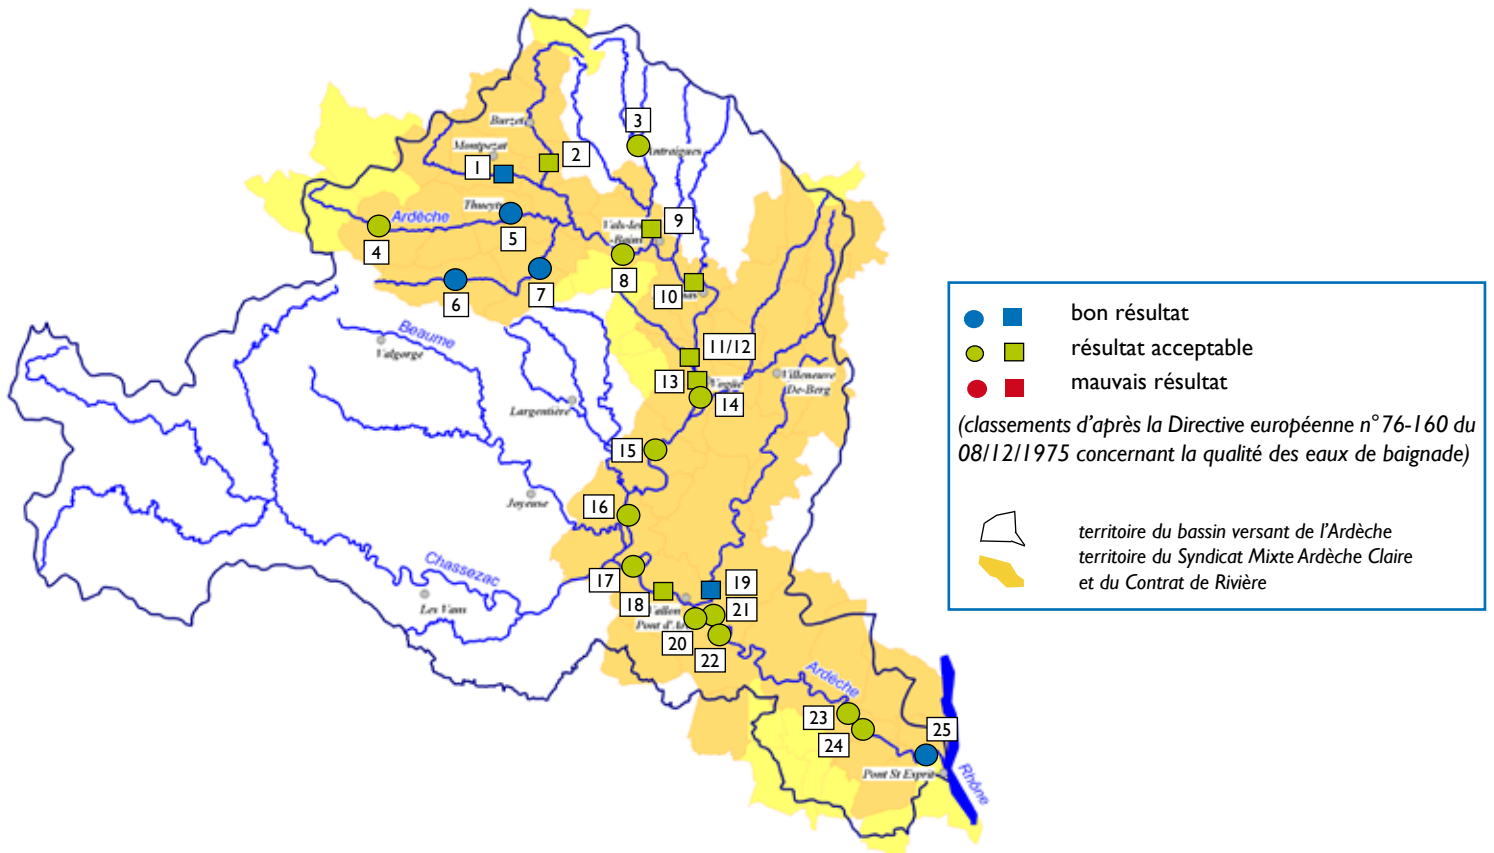 3
Burzet
Montpezat
2
Antraigues
1
Thueyts
Ardèche
9
Vals-les
-Bains
5
4
8
7
6
10
Beaume
Valgorge
11/12
13
Vogüe
Villeneuve
De-Berg
14
Largentière
15
Joyeuse
16
Chassezac
17
19
18
Les Vans
Vallon
21
Pont d'Arc
20
22
Ardèche
23
25
24
Pont St Esprit
Rhône
bon résultat
résultat acceptable
mauvais résultat
(classements d'après la Directive européenne n°76-160 du
08/12/1975 concernant la qualité des eaux de baignade)
territoire du bassin versant de l'Ardèche
territoire du Syndicat Mixte Ardèche Claire
et du Contrat de Rivière